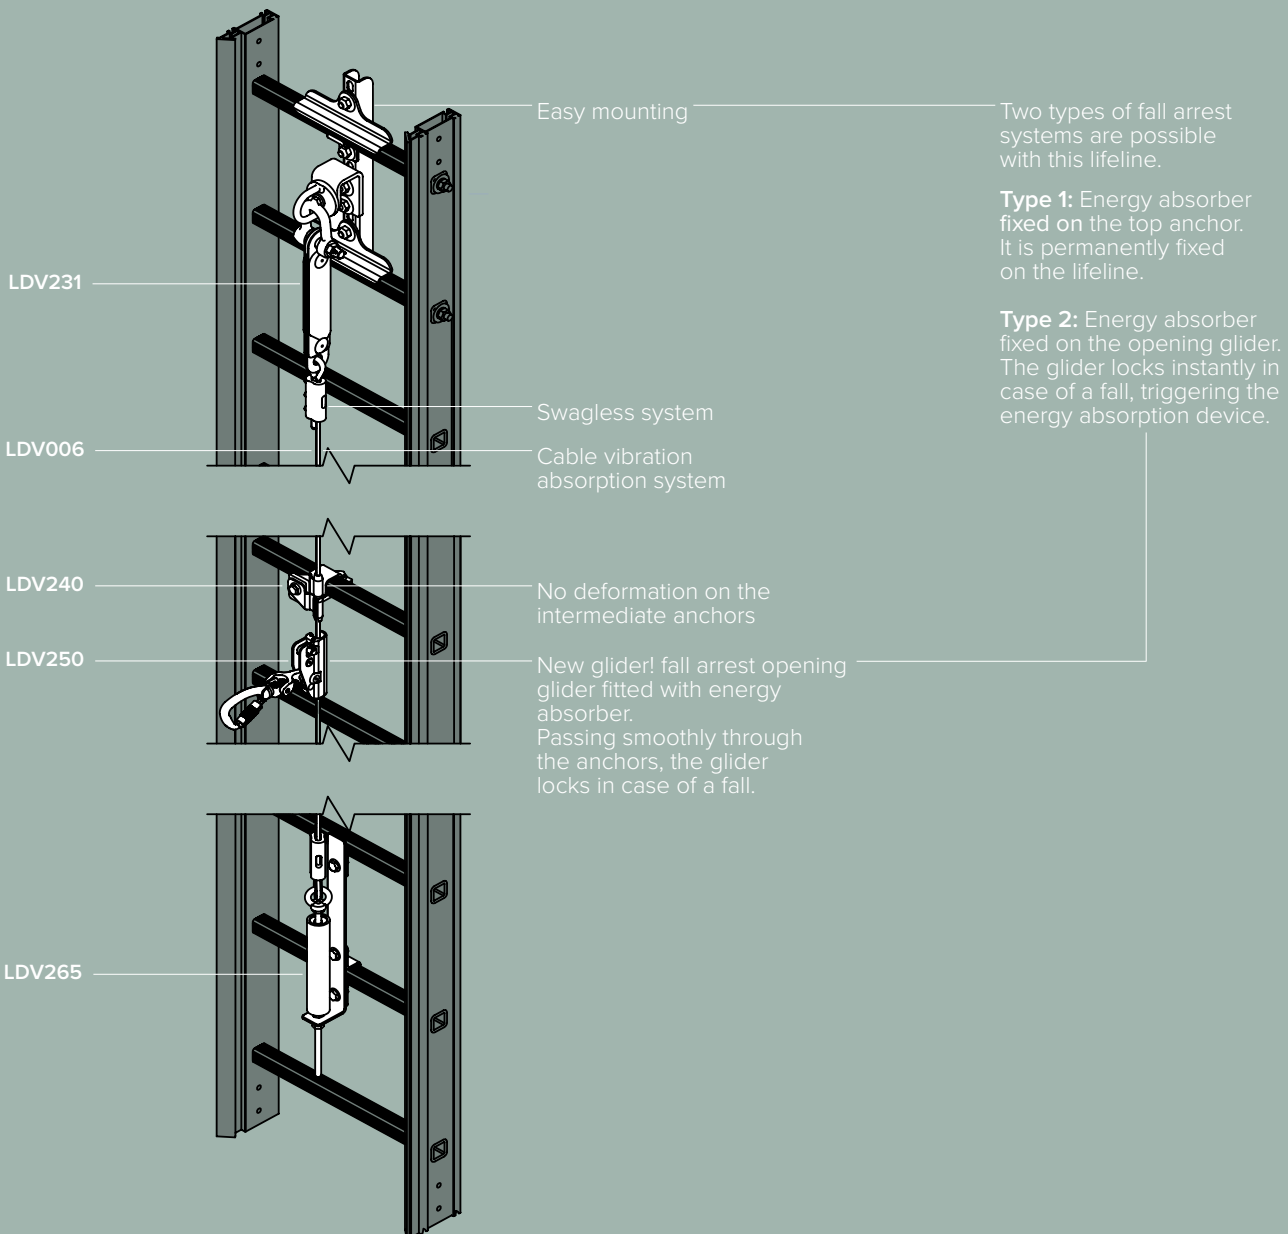 Easy mounting
Two types of fall arrest
systems are possible
with this lifeline.
Type 1: Energy absorber
fixed on the top anchor.
It is permanently fixed
on the lifeline.
Type 2: Energy absorber
fixed on the opening glider.
The glider locks instantly in
case of a fall, triggering the
energy absorption device.
LDV231
Swagless system
LDV006
Cable vibration
absorption system
LDV240
No deformation on the
intermediate anchors
LDV250
New glider! fall arrest opening
glider fitted with energy
absorber.
Passing smoothly through
the anchors, the glider
locks in case of a fall.
LDV265